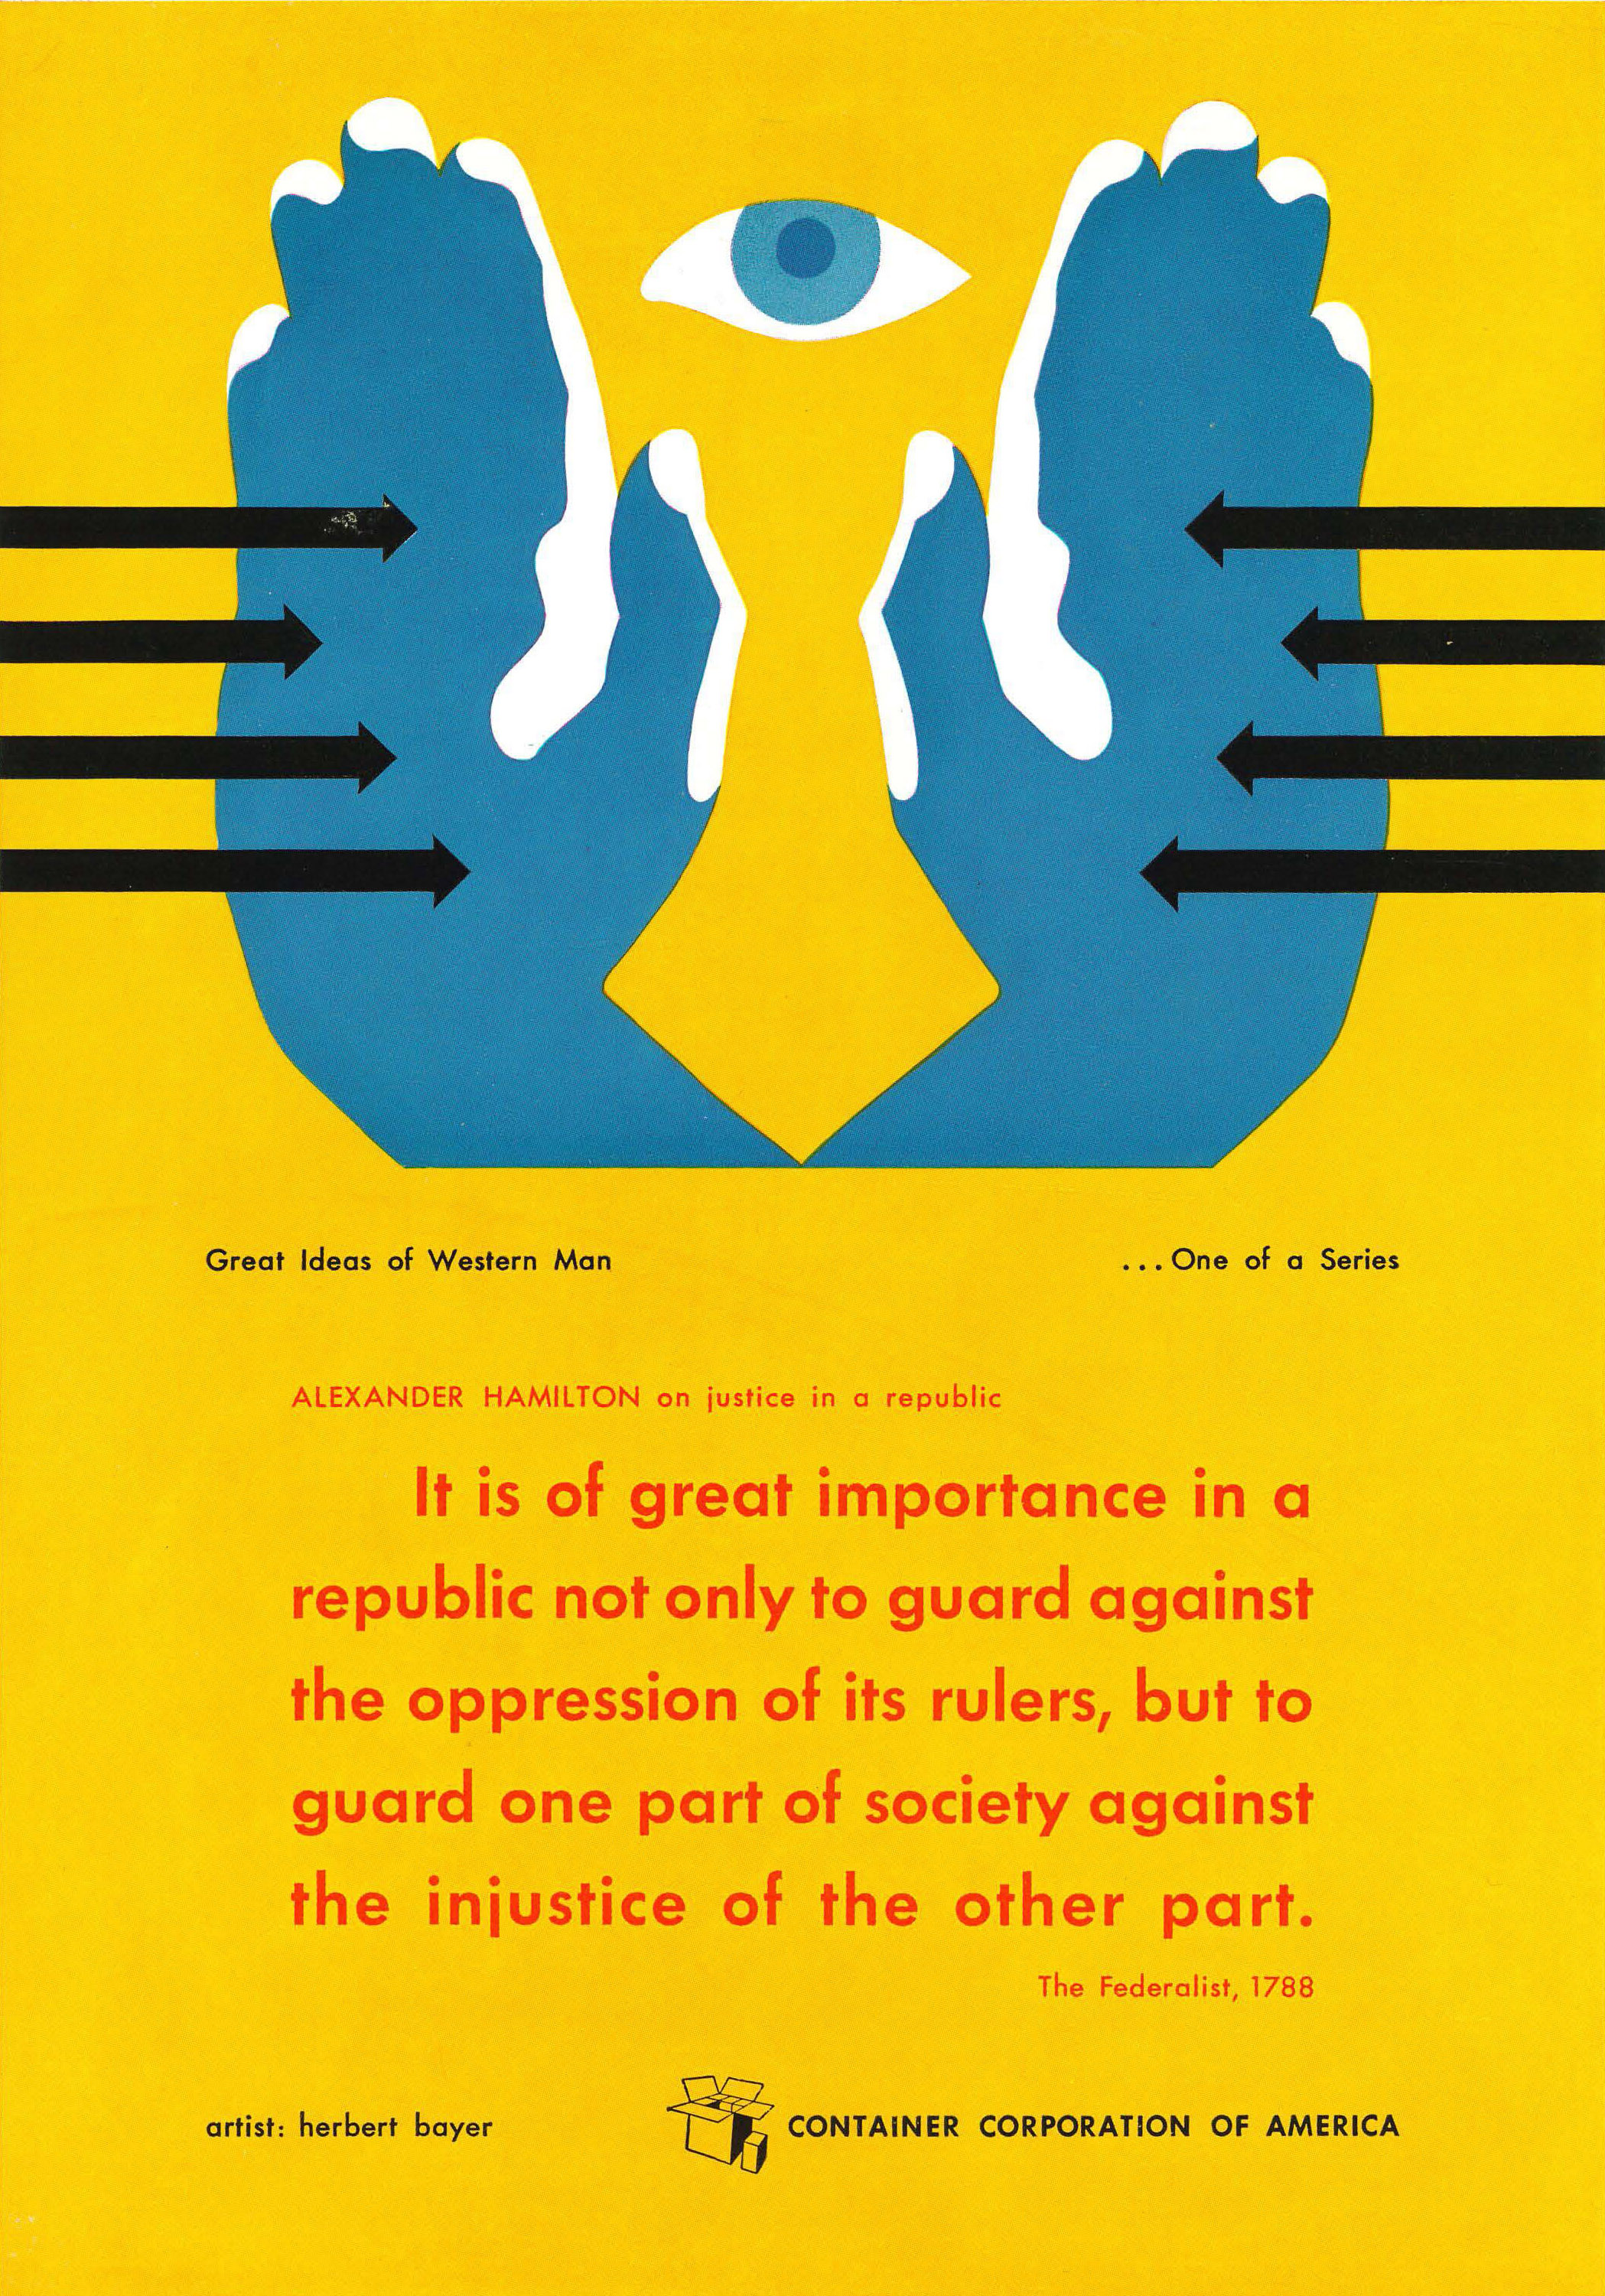 Great Ideas of Western Man
...One of a Series
ALEXANDER HAMILTON on justice in a republic
It is of great importance in a
republic not only to guard against
the oppression of its rulers, but to
guard one part of society against
the injustice of the other part.
The Federalist, 1788
artist: herbert bayer
CONTAINER CORPORATION OF AMERICA